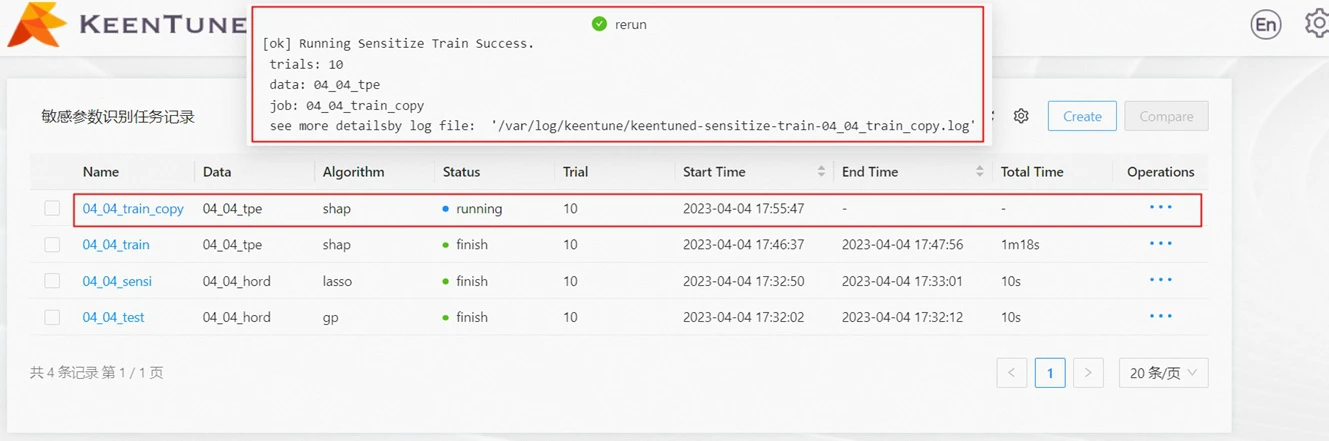 KEENTUNE
rerun
En
[ok] Running Sensitize Train Success.
trials: 10
data: 04_04_tpe
job: 04_04_train_copy
see more detailsby log file: '/var/log/keentune/keentuned-sensitize-train-04_04_train_copy.log'
敏感参数识别任务记录
Create
Compare
Name Data Algorithm Status Trial Start Time End Time Total Time Operations
04_04_train_copy 04_04_tpe shap running 10 2023-04-04 17:55:47 - - ...
04_04_train 04_04_tpe shap finish 10 2023-04-04 17:46:37 2023-04-04 17:47:56 1m18s ...
04_04_sensi 04_04_hord lasso finish 10 2023-04-04 17:32:50 2023-04-04 17:33:01 10s ...
04_04_test 04_04_hord gp finish 10 2023-04-04 17:32:02 2023-04-04 17:32:12 10s ...
共 4 条记录 第 1 / 1 页
< 1 > 20 条/页